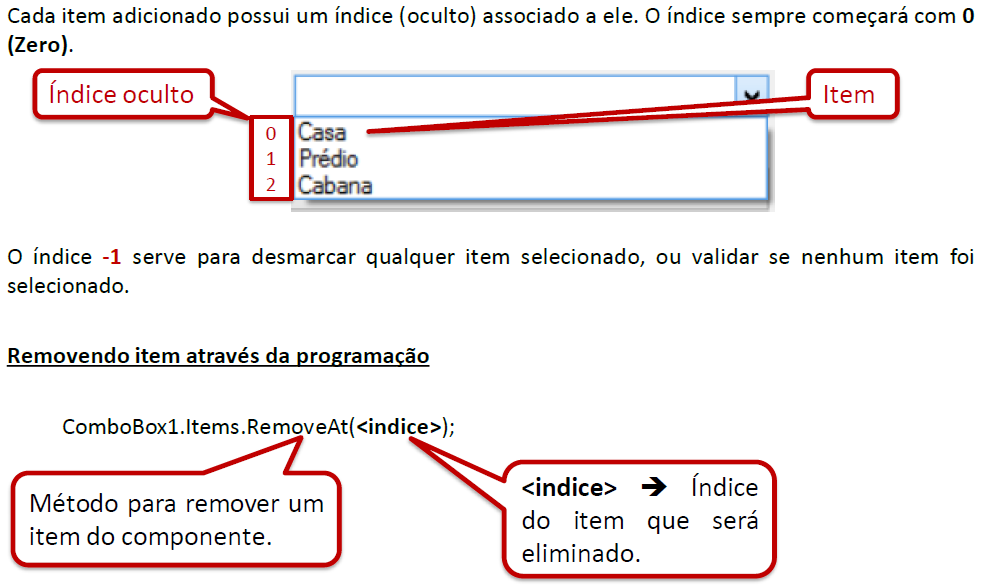 Cada item adicionado possui um índice (oculto) associado a ele. O índice sempre começará com 0
(Zero).
Índice oculto
Item
0 Casa
1 Prédio
2 Cabana
O índice -1 serve para desmarcar qualquer item selecionado, ou validar se nenhum item foi
selecionado.
Removendo item através da programação
ComboBox1.Items.RemoveAt(<indice>);
Método para remover um
item do componente.
<indice> ➔ Índice
do item que será
eliminado.